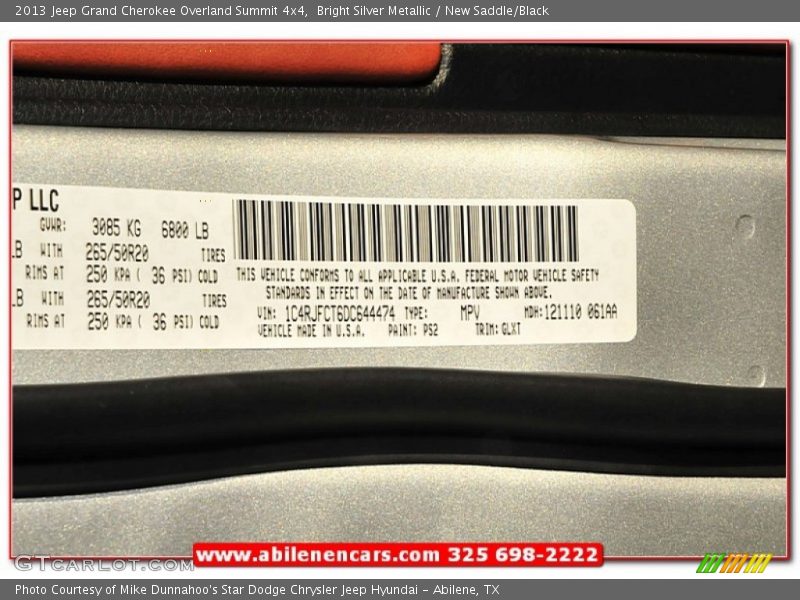 2013 Jeep Grand Cherokee Overland Summit 4x4,  Bright Silver Metallic / New Saddle/Black
P LLC
GVWR: 3085 KG 6800 LB
LB WITH 265/50R20 TIRES
RIMS AT 250 KPA ( 36 PSI) COLD
LB WITH 265/50R20 TIRES
RIMS AT 250 KPA ( 36 PSI) COLD
THIS VEHICLE CONFORMS TO ALL APPLICABLE U.S.A. FEDERAL MOTOR VEHICLE SAFETY
STANDARDS IN EFFECT ON THE DATE OF MANUFACTURE SHOWN ABOVE.
VIN: 1C4RJFCT6DC644474 TYPE: MPV MDH:121110 061AA
VEHICLE MADE IN U.S.A. PAINT: PS2 TRIM:GLXT
www.abilenencars.com 325 698-2222
GTCARLOT.COM
Photo Courtesy of Mike Dunnahoo's Star Dodge Chrysler Jeep Hyundai - Abilene, TX